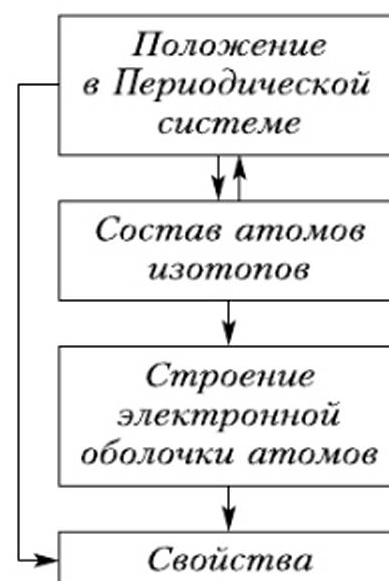 Положение
в Периодической
системе
Состав атомов
изотопов
Строение
электронной
оболочки атомов
Свойства